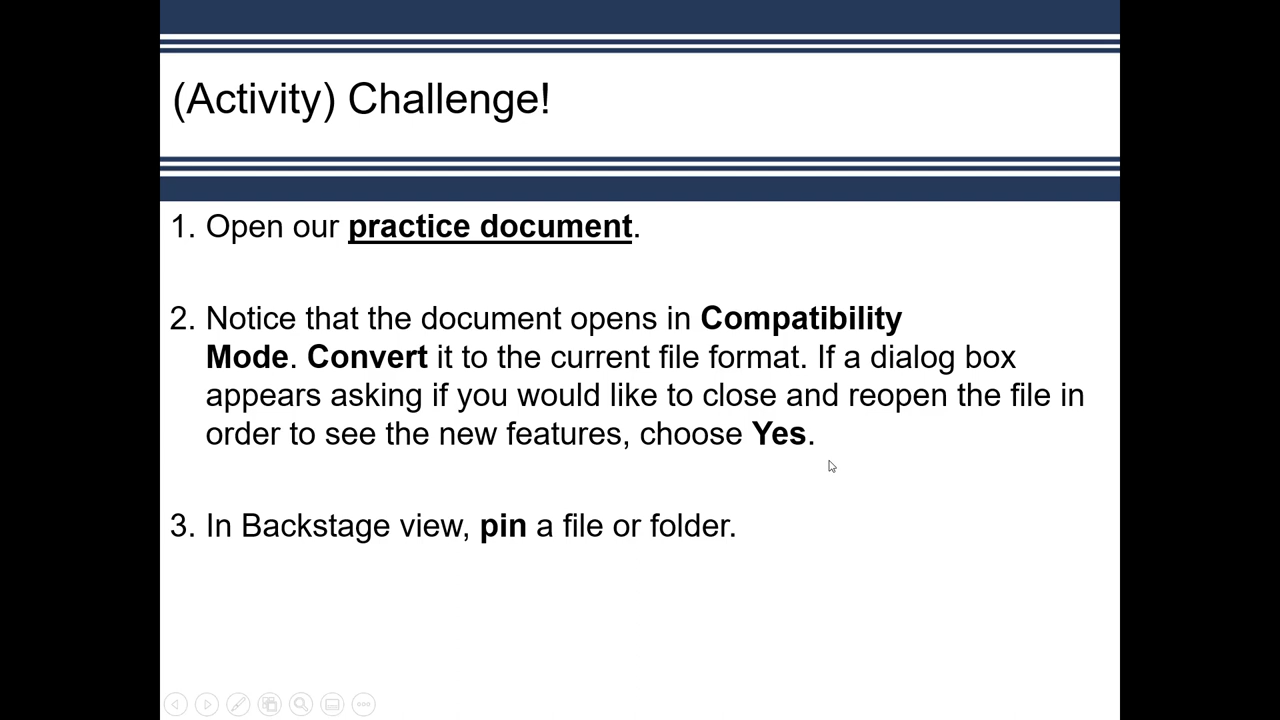 (Activity) Challenge!
1. Open our practice document.
2. Notice that the document opens in Compatibility
Mode. Convert it to the current file format. If a dialog box
appears asking if you would like to close and reopen the file in
order to see the new features, choose Yes.
3. In Backstage view, pin a file or folder.